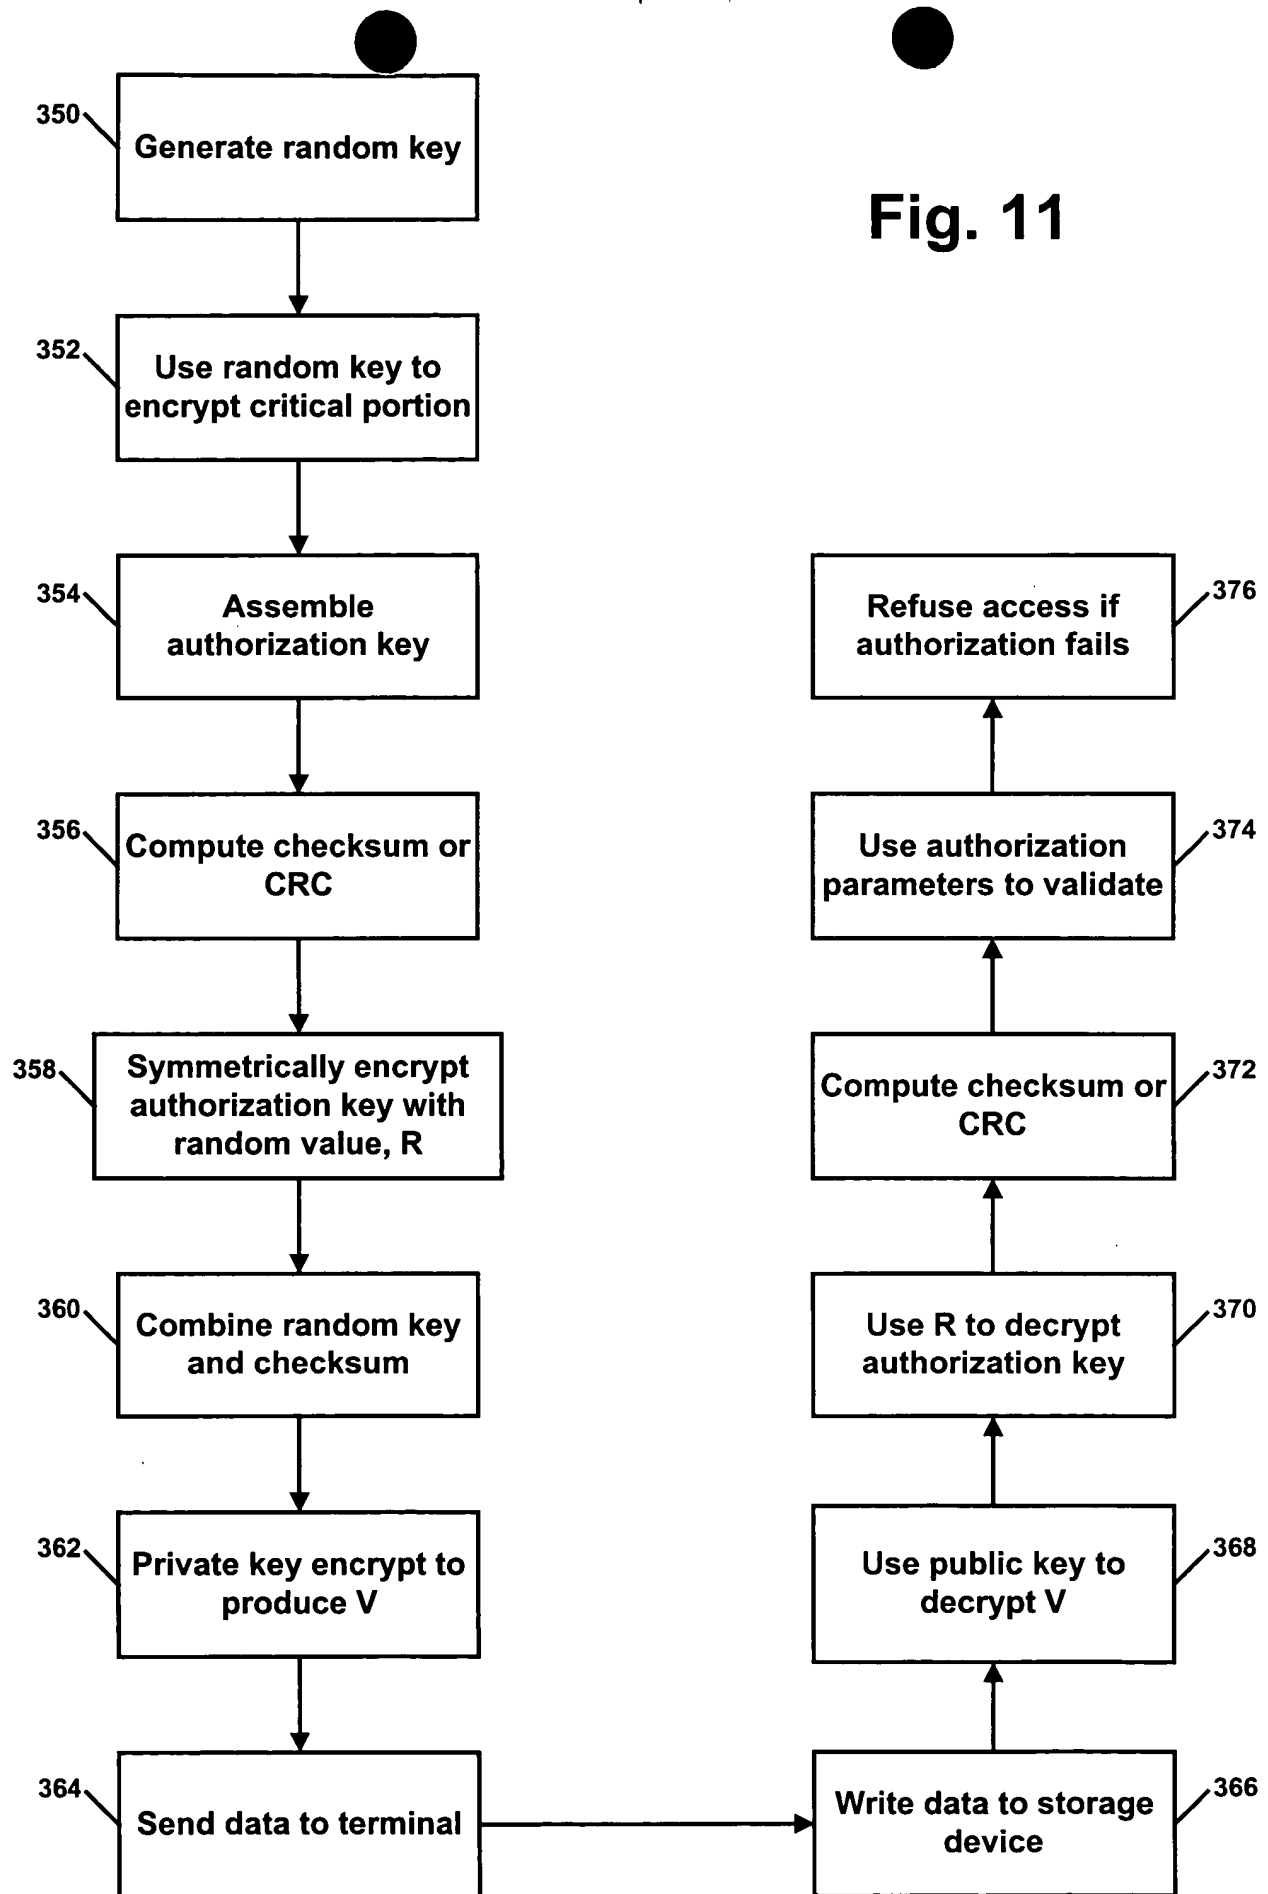 350
Generate random key
Fig. 11
352
Use random key to
encrypt critical portion
354
Assemble
authorization key
356
Compute checksum or
CRC
358
Symmetrically encrypt
authorization key with
random value, R
360
Combine random key
and checksum
362
Private key encrypt to
produce V
364
Send data to terminal
Write data to storage
device
366
Use public key to
decrypt V
368
Use R to decrypt
authorization key
370
Compute checksum or
CRC
372
Use authorization
parameters to validate
374
Refuse access if
authorization fails
376